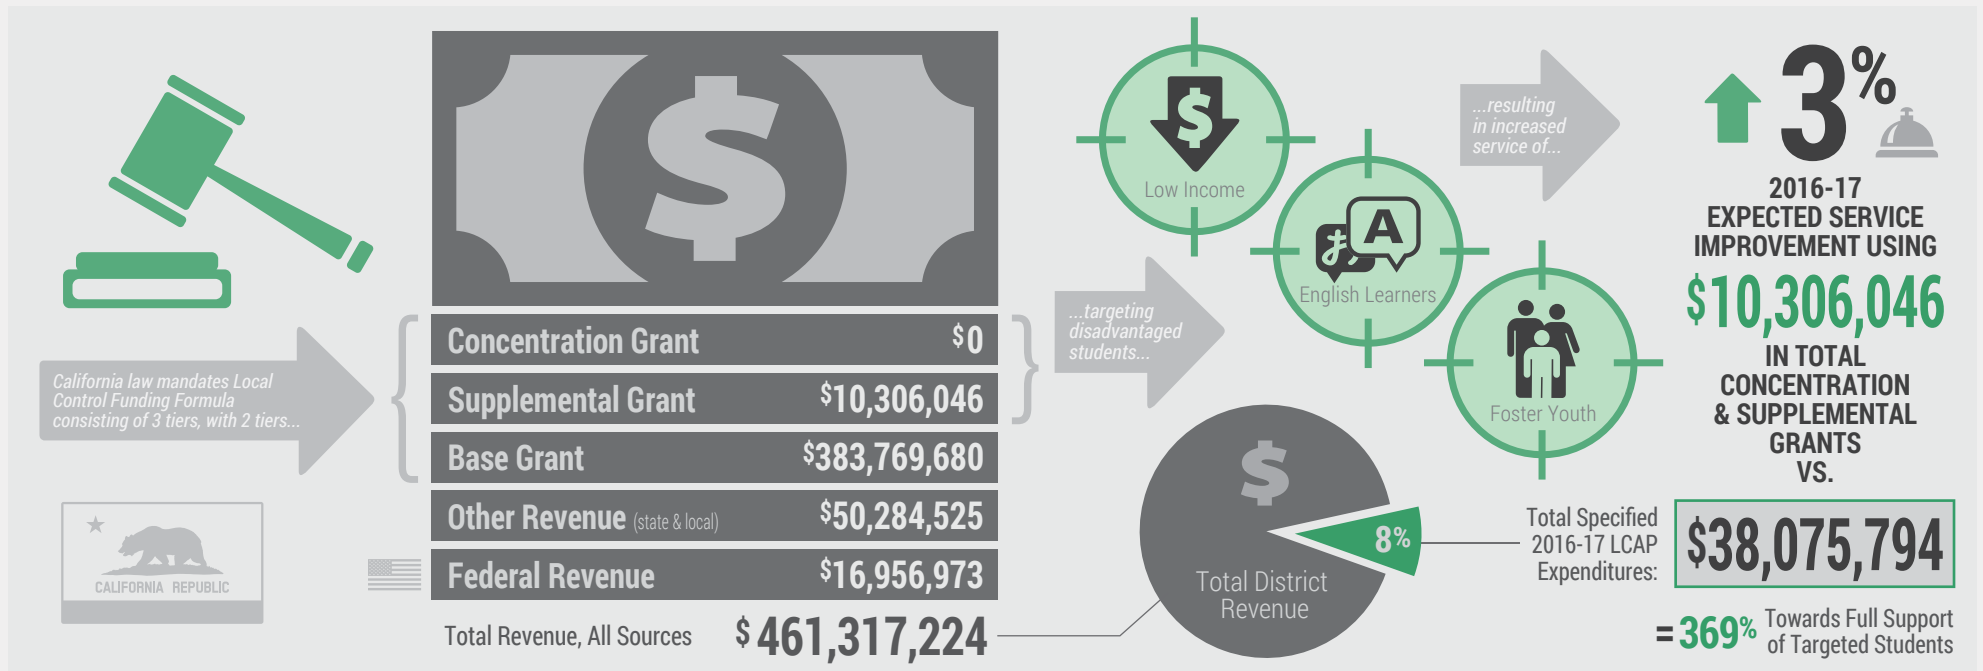 California law mandates Local
Control Funding Formula
consisting of 3 tiers, with 2 tiers...
CALIFORNIA REPUBLIC
$
Concentration Grant $0
Supplemental Grant $10,306,046
Base Grant $383,769,680
Other Revenue (state & local) $50,284,525
Federal Revenue $16,956,973
Total Revenue, All Sources $461,317,224
...targeting
disadvantaged
students...
$
Low Income
あ A
English Learners
Foster Youth
$
Total District
Revenue
8%
...resulting
in increased
service of...
3%
2016-17
EXPECTED SERVICE
IMPROVEMENT USING
$10,306,046
IN TOTAL
CONCENTRATION
& SUPPLEMENTAL
GRANTS
VS.
Total Specified
2016-17 LCAP
Expenditures:
$38,075,794
= 369% Towards Full Support
of Targeted Students